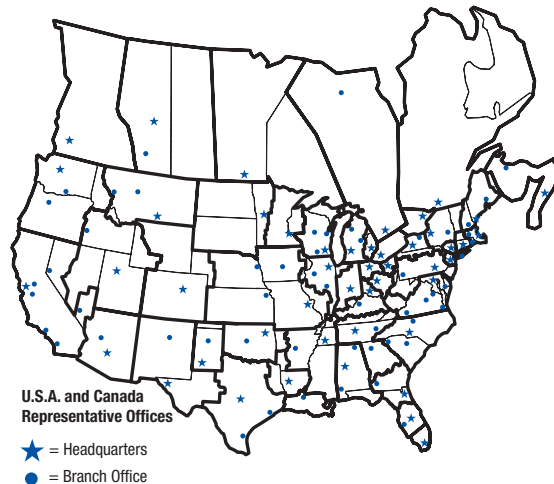 U.S.A. and Canada
Representative Offices
= Headquarters
= Branch Office